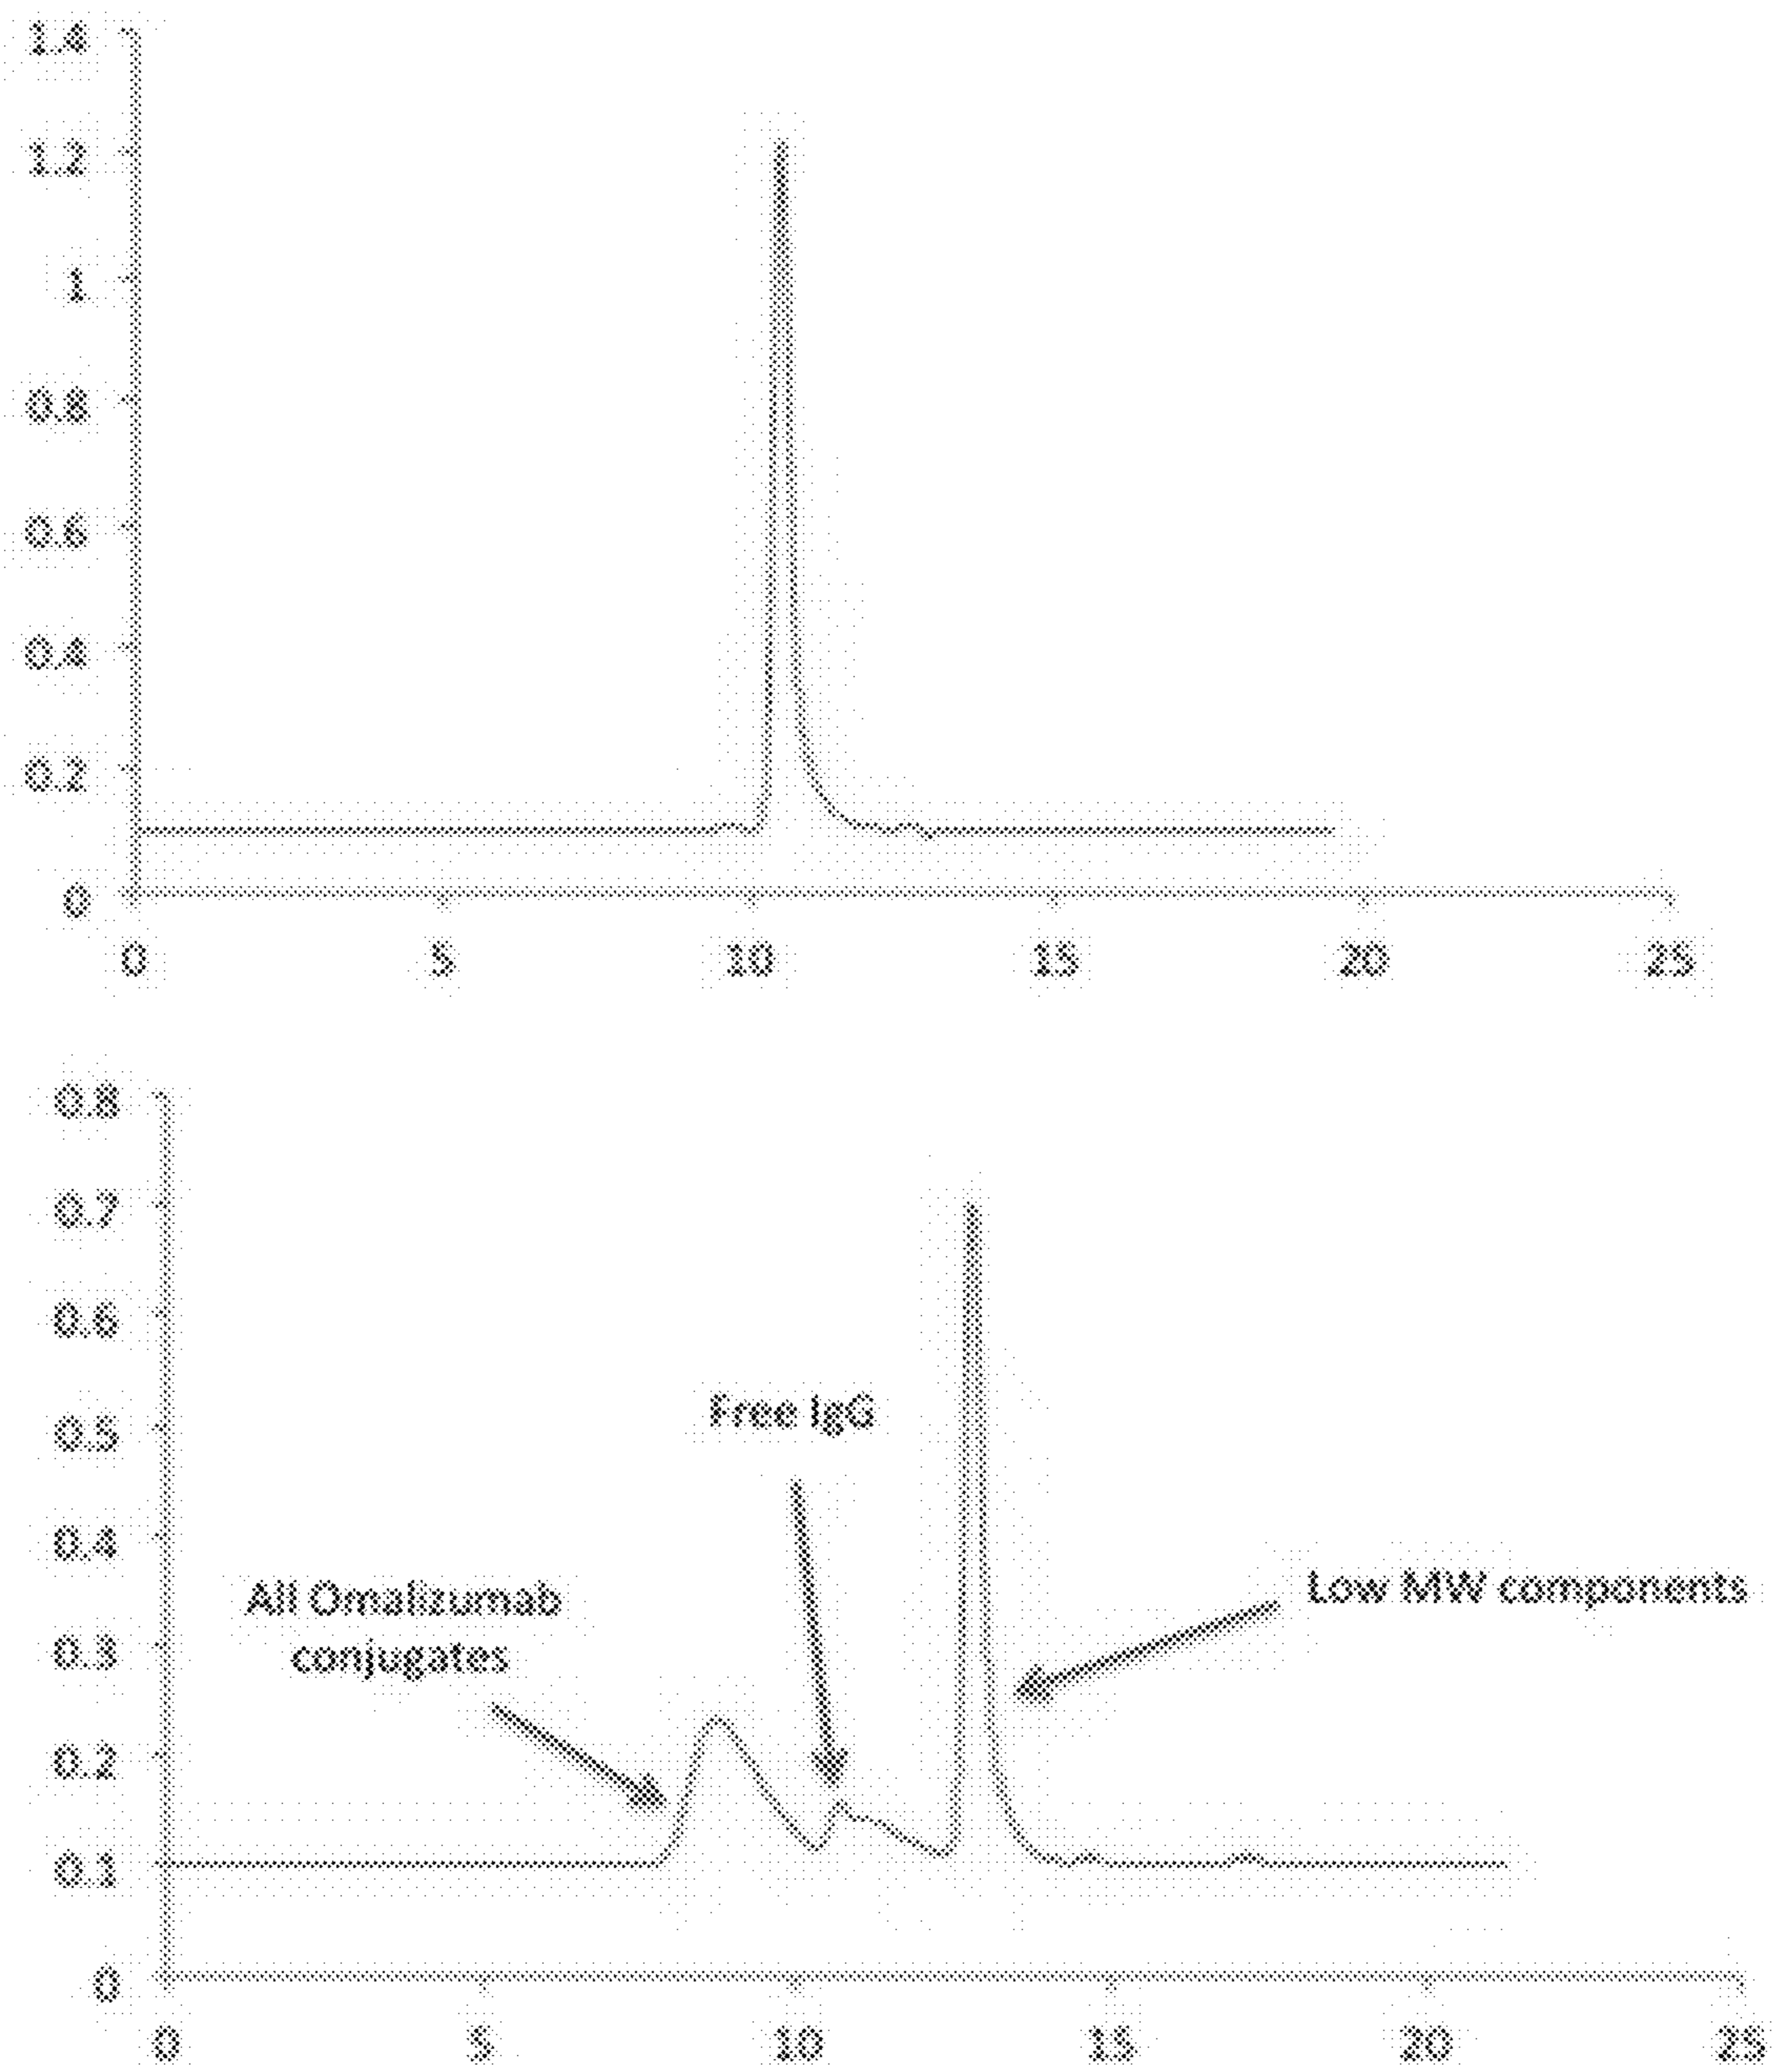 1.4
1.2
1
0.8
0.6
0.4
0.2
0
0 5 10 15 20 25
0.8
0.7
0.6
0.5
0.4
0.3
0.2
0.1
0
Free IgG
All Omalizumab
conjugates
Low MW components
0 5 10 15 20 25